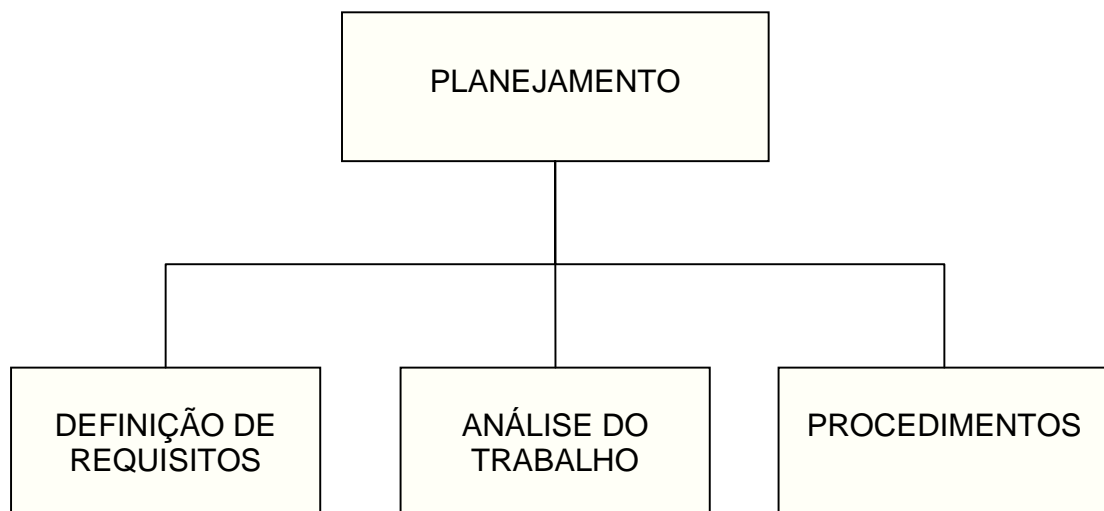 PLANEJAMENTO
DEFINIÇÃO DE
REQUISITOS
ANÁLISE DO
TRABALHO
PROCEDIMENTOS